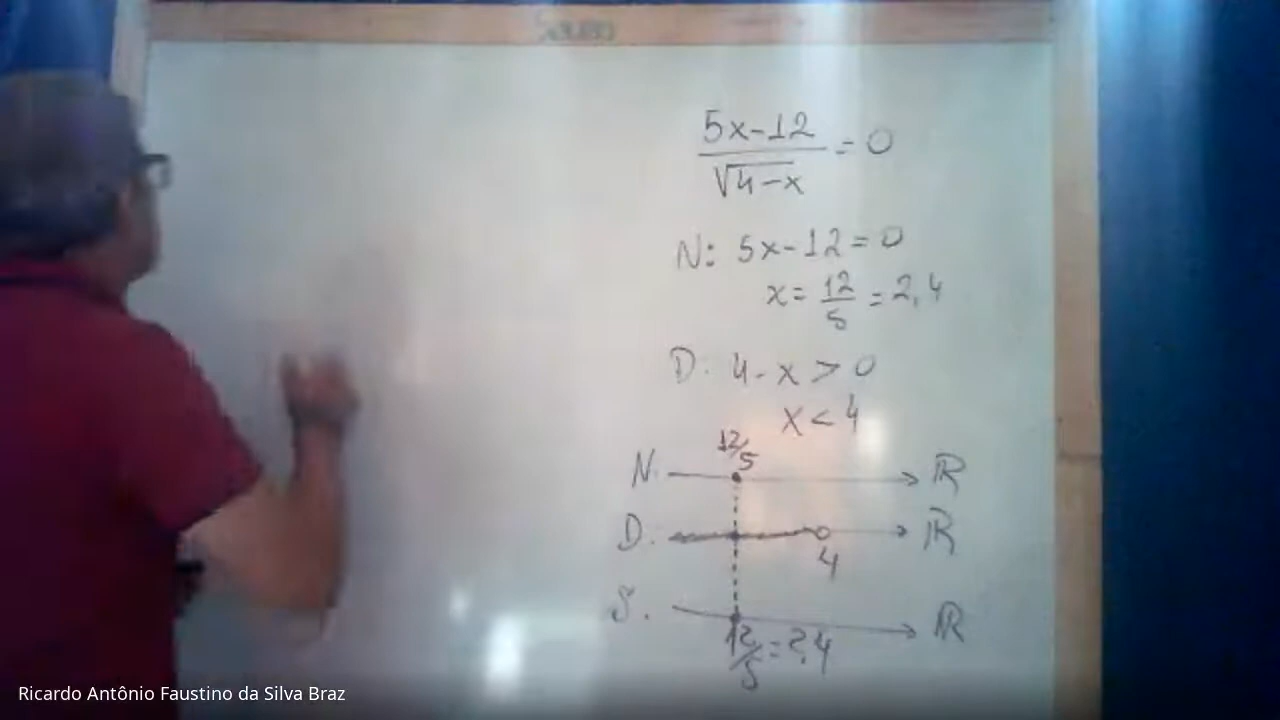 5x-12
√4-x
= 0
N: 5x-12=0
x= 12/5 = 2,4
D. 4-x > 0
x < 4
12/5
N. ℝ
D. ℝ
4
S. ℝ
12/5 = 2,4
Ricardo Antônio Faustino da Silva Braz